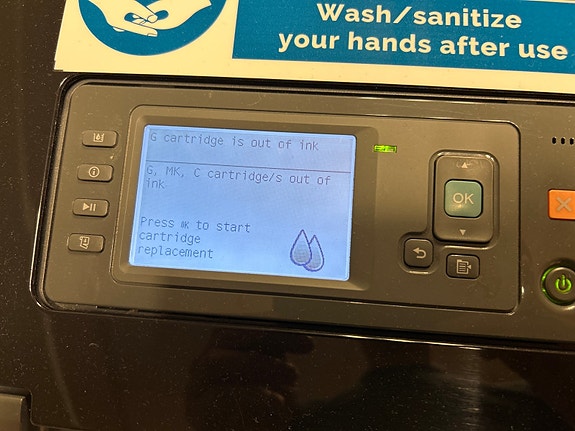 Wash/sanitize
your hands after use
G cartridge is out of ink
G, MK, C cartridge/s out of
ink
Press OK to start
cartridge
replacement
OK